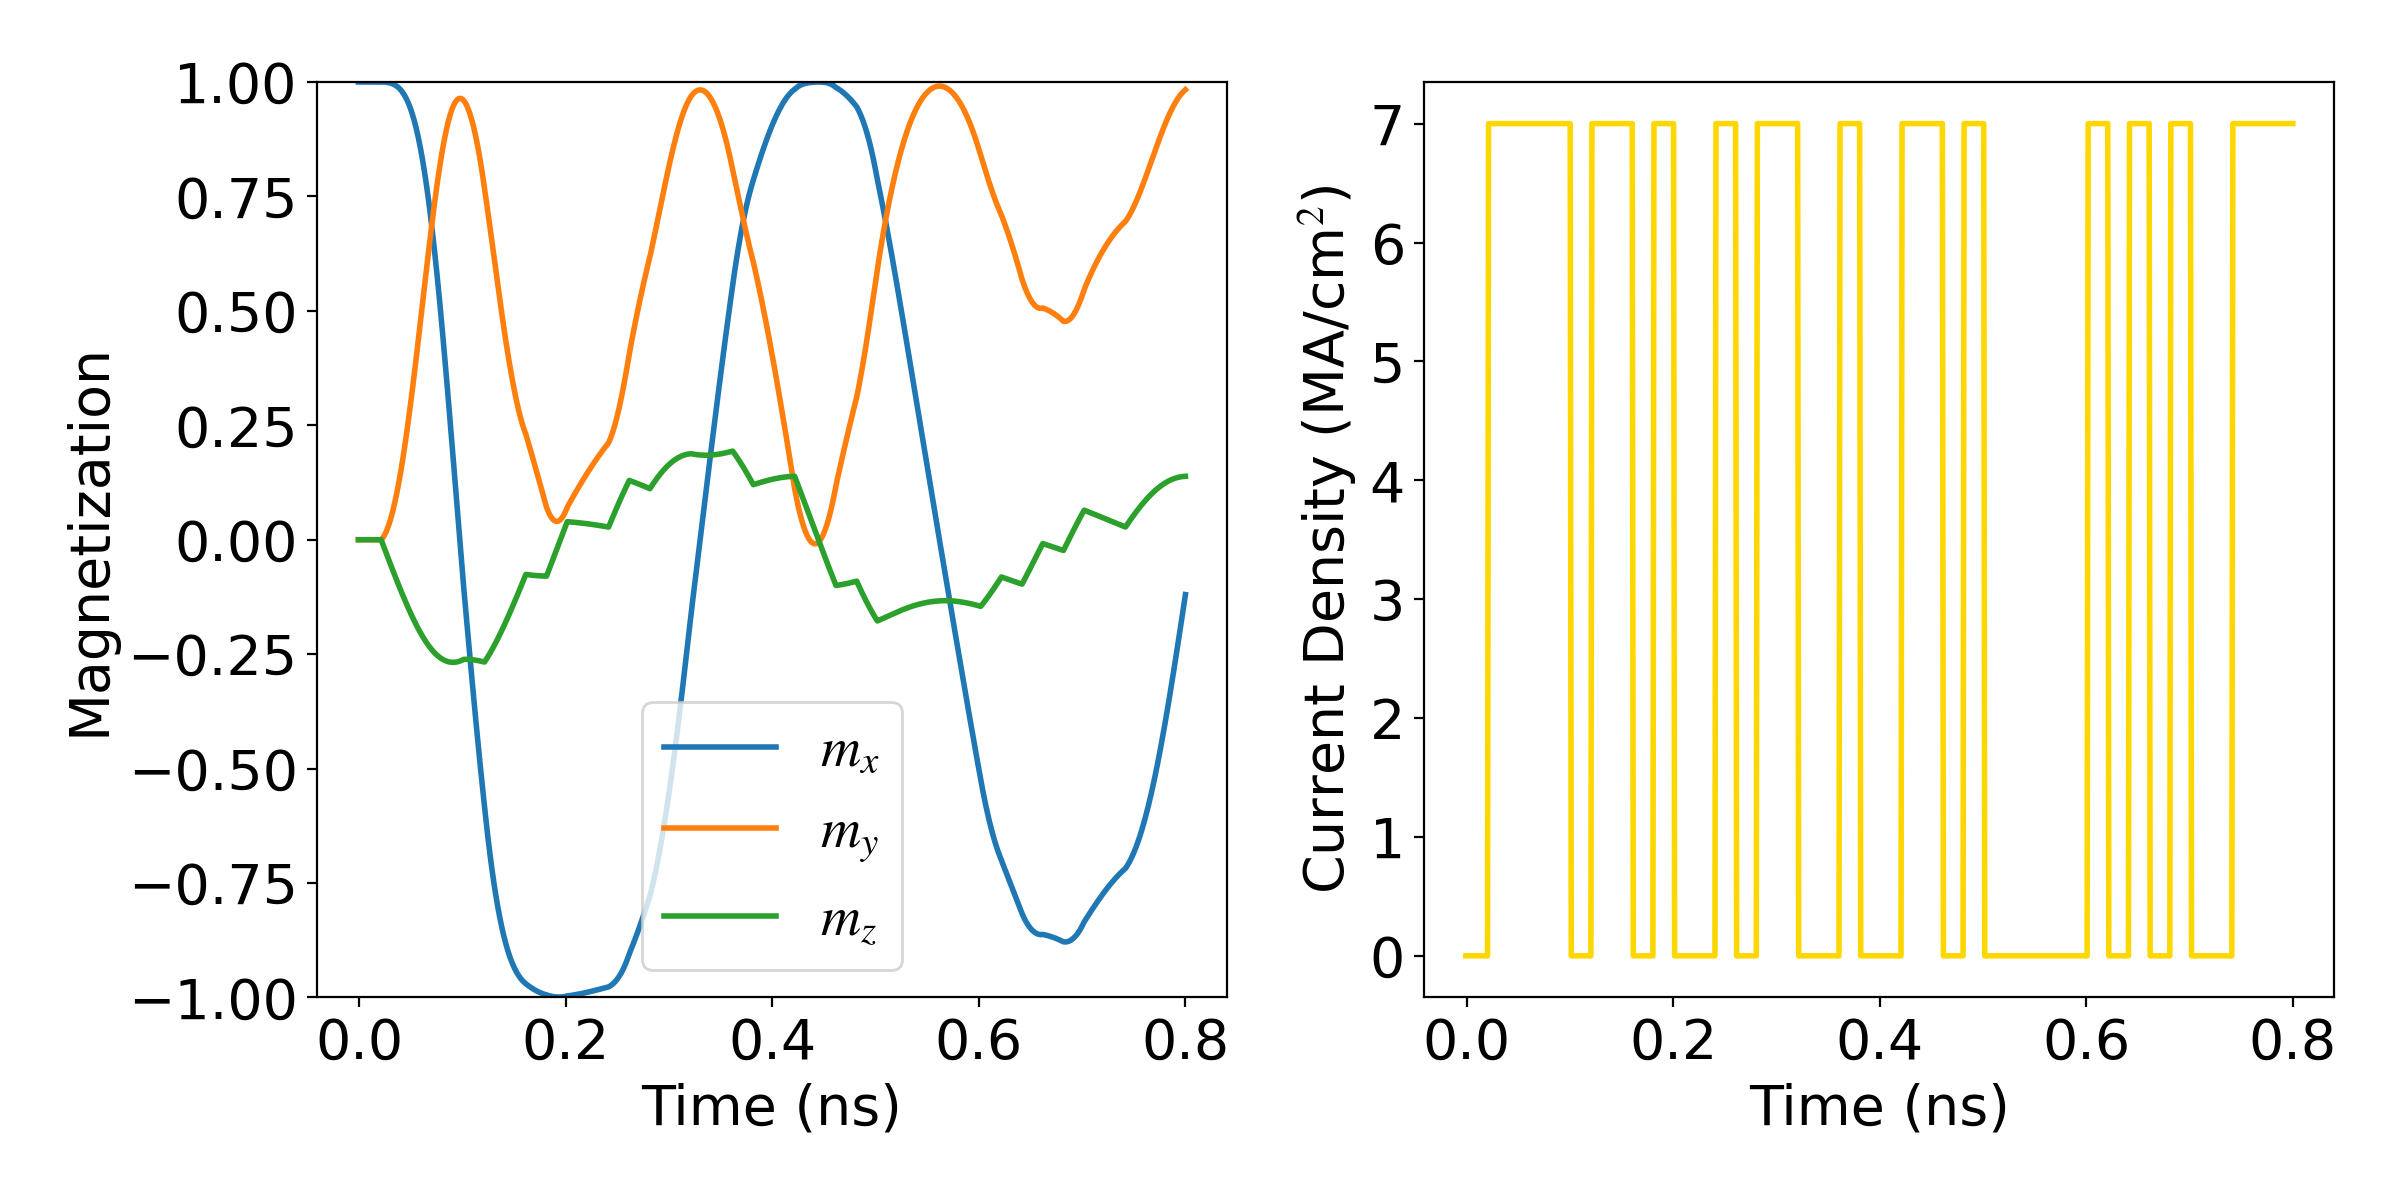 Magnetization
1.00
0.75
0.50
0.25
0.00
−0.25
−0.50
−0.75
−1.00
0.0 0.2 0.4 0.6 0.8
Time (ns)
m_x
m_y
m_z
Current Density (MA/cm²)
7
6
5
4
3
2
1
0
0.0 0.2 0.4 0.6 0.8
Time (ns)